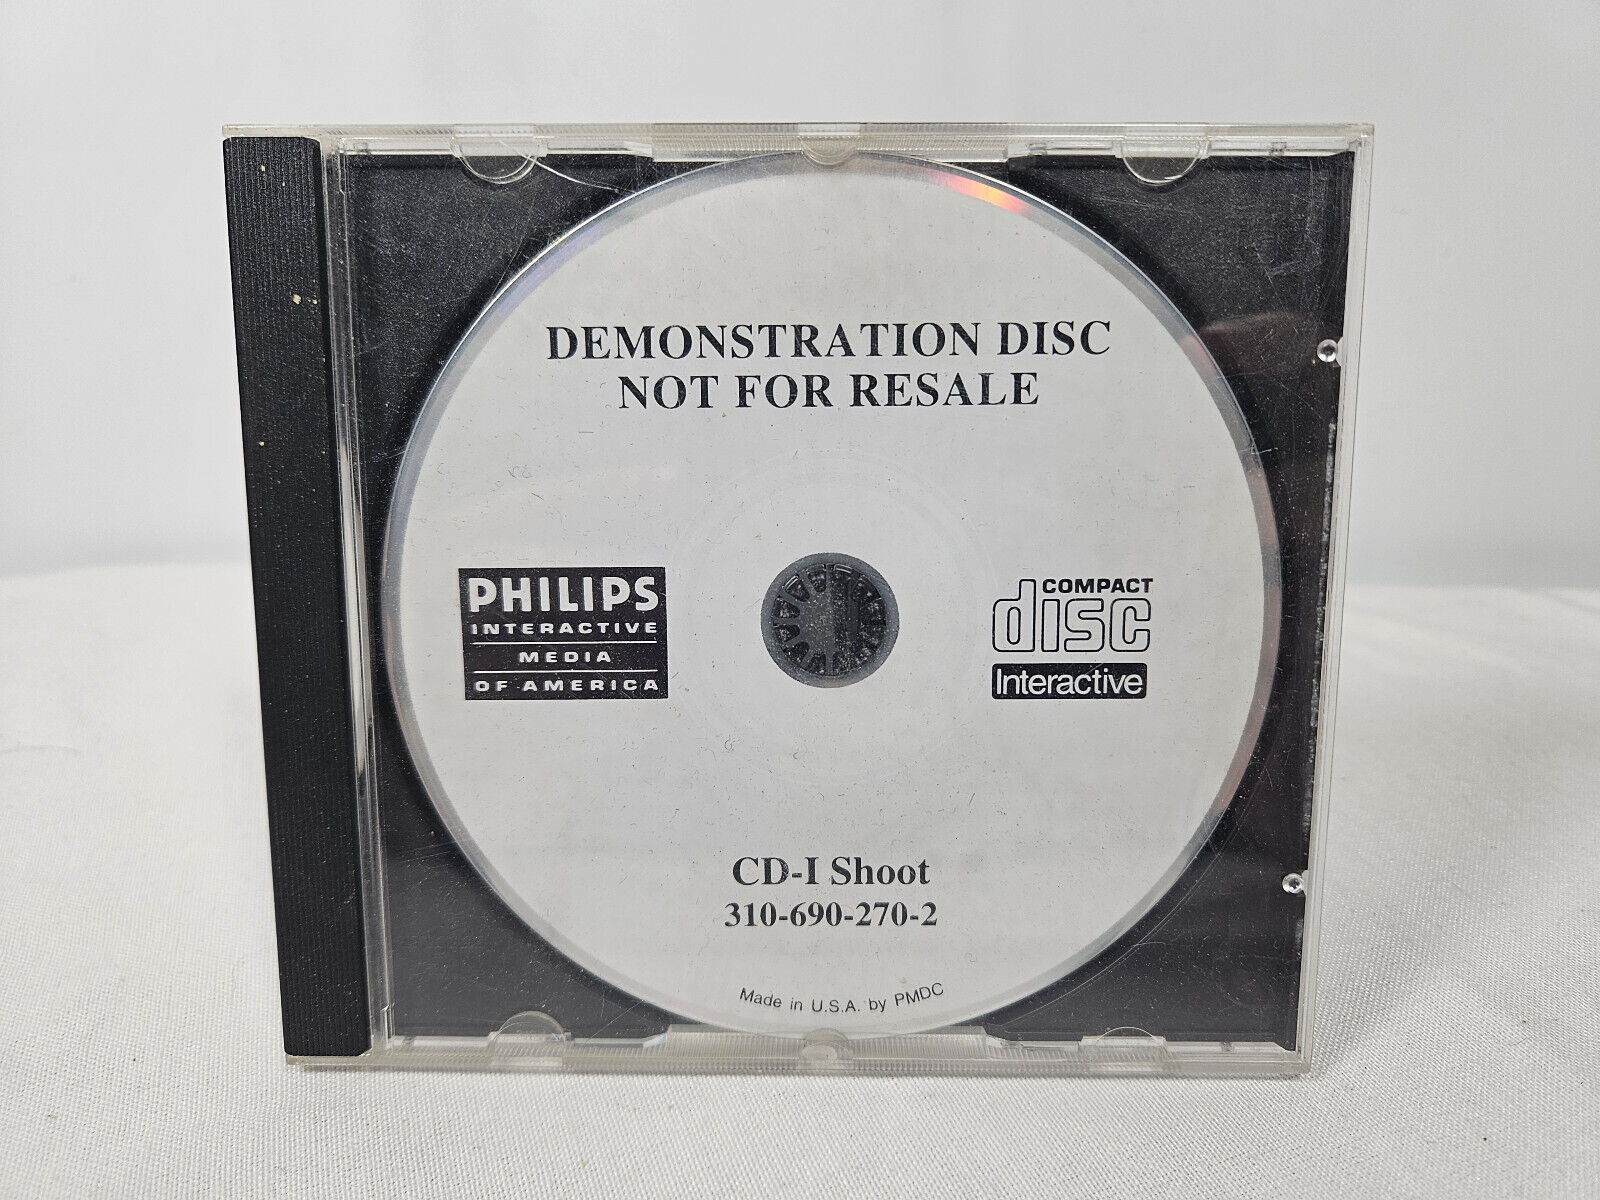 DEMONSTRATION DISC
NOT FOR RESALE
PHILIPS
INTERACTIVE
MEDIA
OF AMERICA
COMPACT
disc
Interactive
CD-I Shoot
310-690-270-2
Made in U.S.A. by PMDC